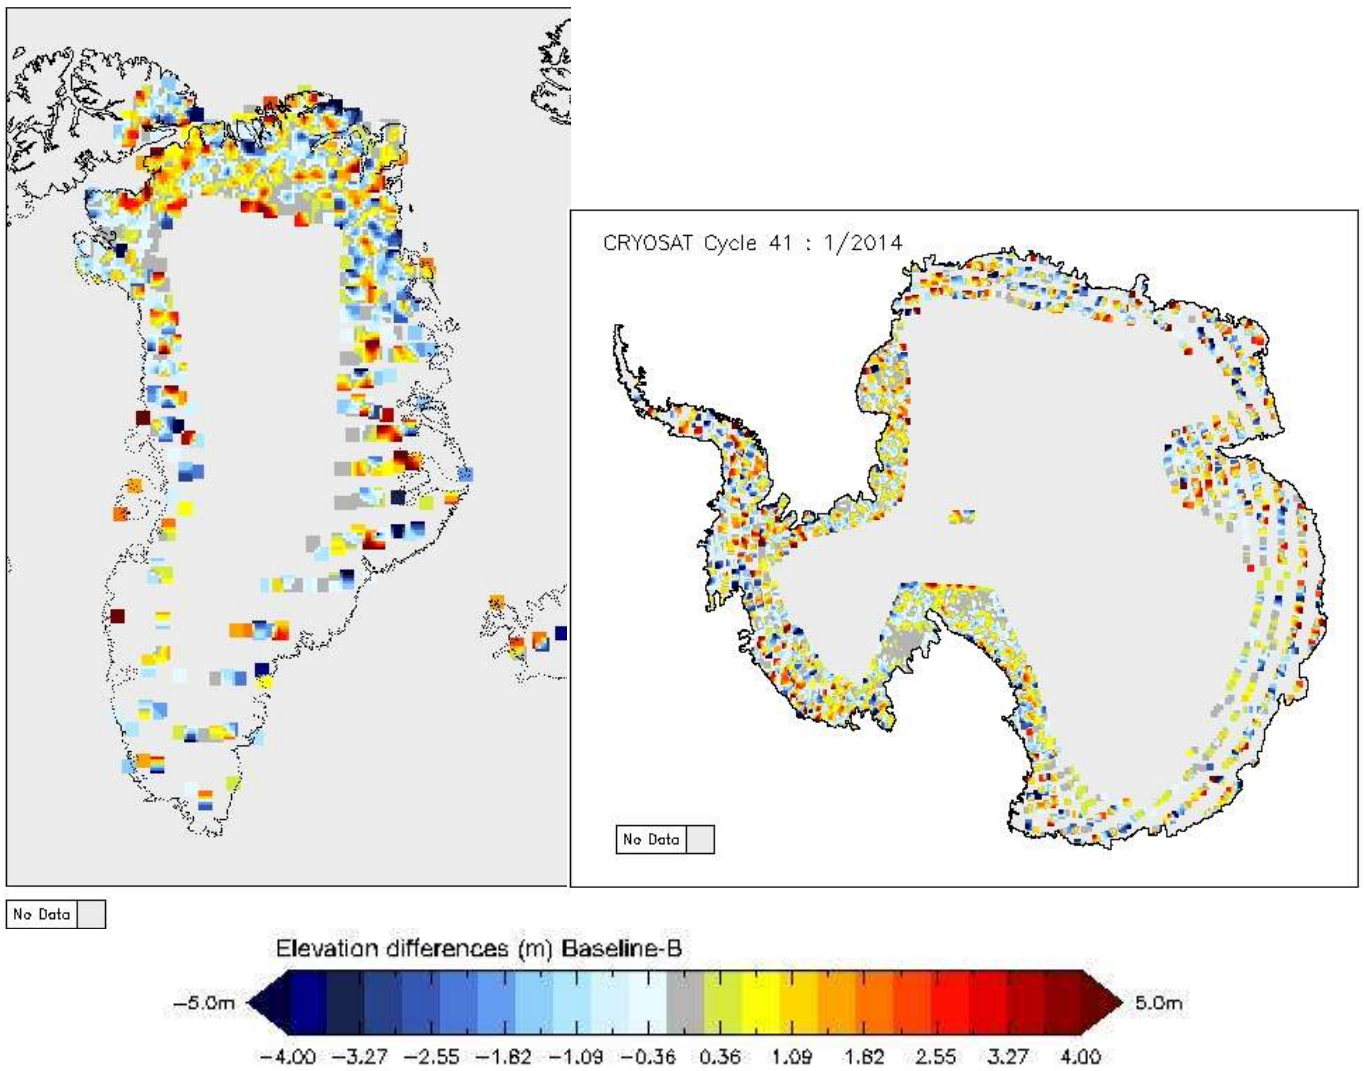 CRYOSAT Cycle 41 : 1/2014
No Data
No Data
Elevation differences (m) Baseline-B
-5.0m
5.0m
-4.00 -3.27 -2.55 -1.82 -1.09 -0.36 0.36 1.09 1.82 2.55 3.27 4.00